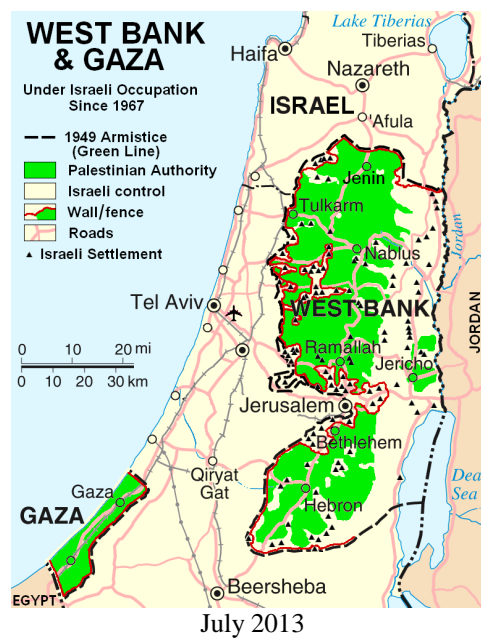 WEST BANK
& GAZA
Under Israeli Occupation
Since 1967
1949 Armistice
(Green Line)
Palestinian Authority
Israeli control
Wall/fence
Roads
Israeli Settlement
Lake Tiberias
Tiberias
Haifa
Nazareth
ISRAEL
'Afula
Jenin
Tulkarm
Nablus
Jordan
Tel Aviv
WEST BANK
JORDAN
0 10 20 mi
0 10 20 30 km
Ramallah
Jericho
Jerusalem
Bethlehem
Qiryat
Gat
Dead
Sea
Gaza
Hebron
GAZA
Beersheba
EGYPT
July 2013